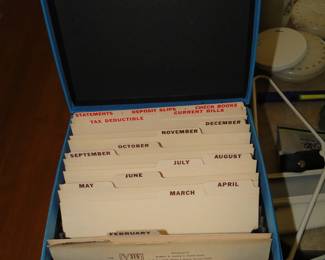 STATEMENTS DEPOSIT SLIPS CHECK BOOKS
TAX DEDUCTIBLE CURRENT BILLS
DECEMBER
NOVEMBER
OCTOBER
SEPTEMBER
AUGUST
JULY
JUNE
MAY
APRIL
MARCH
FEBRUARY